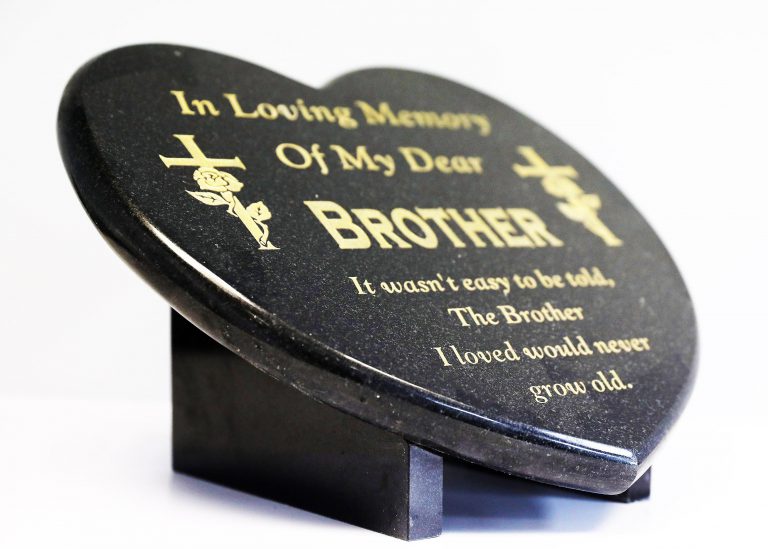 In Loving Memory
Of My Dear
BROTHER
It wasn't easy to be told,
The Brother
I loved would never
grow old.